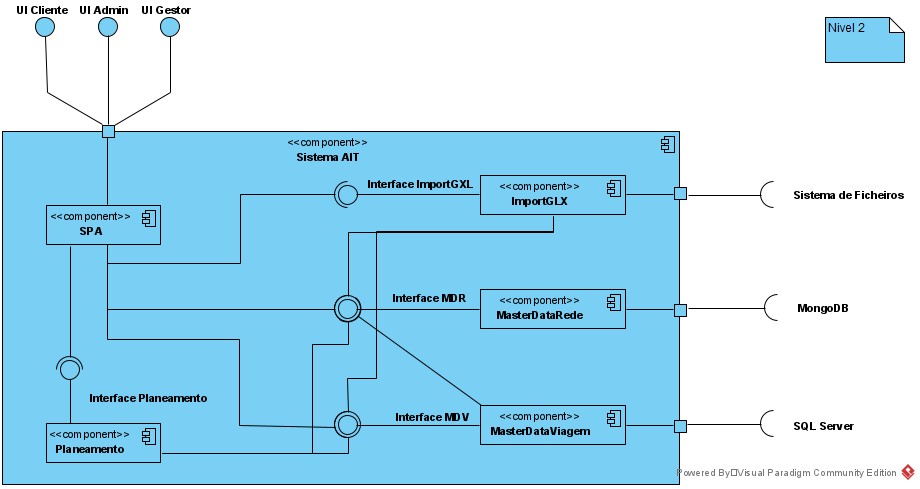 UI Cliente
UI Admin
UI Gestor
Nivel 2
<<component>>
Sistema AIT
Interface ImportGXL
<<component>>
ImportGLX
Sistema de Ficheiros
<<component>>
SPA
Interface MDR
<<component>>
MasterDataRede
MongoDB
Interface Planeamento
Interface MDV
<<component>>
MasterDataViagem
SQL Server
<<component>>
Planeamento
Powered By Visual Paradigm Community Edition